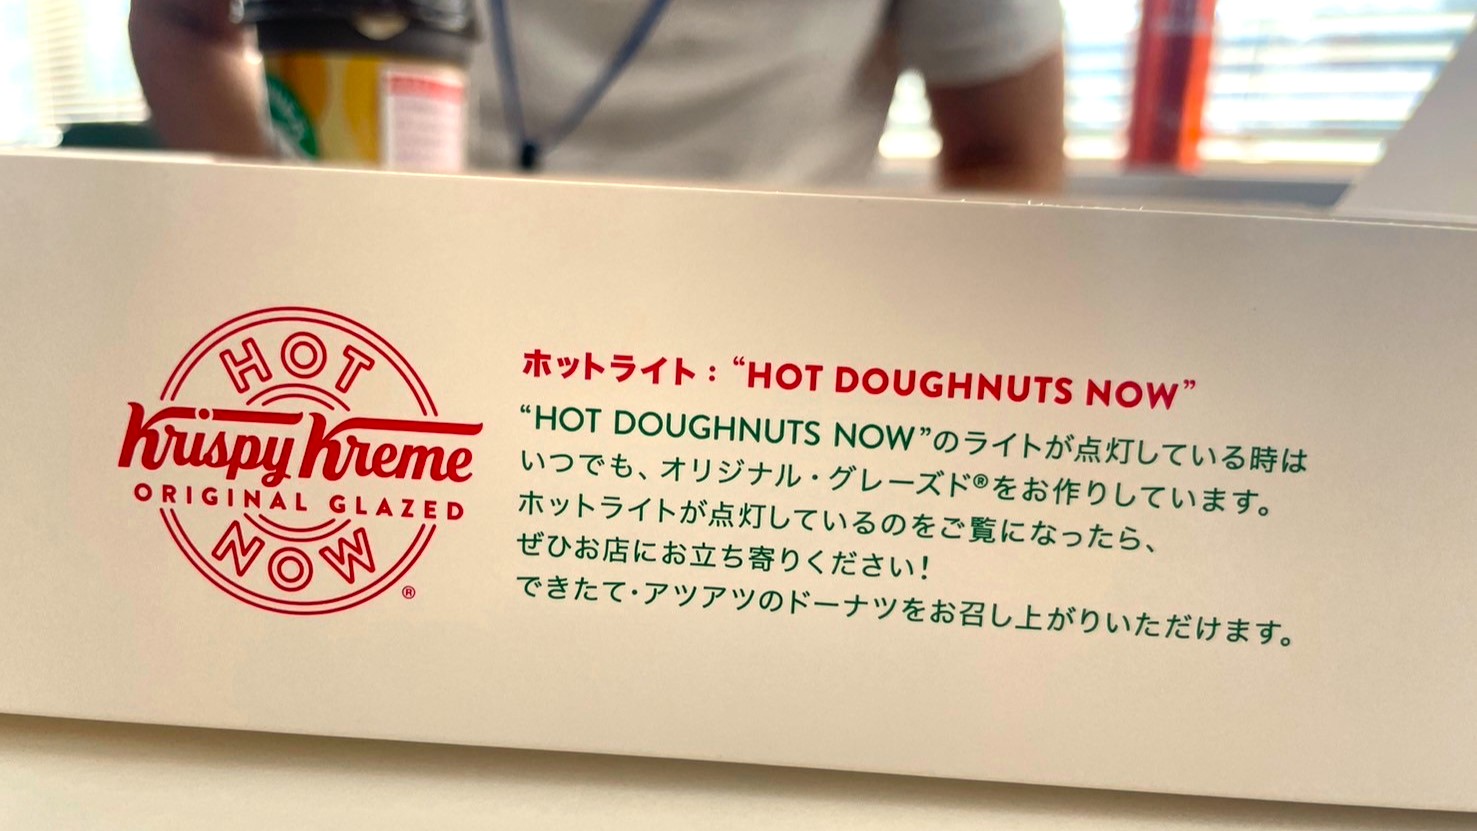 HOT
Krispy Kreme
ORIGINAL GLAZED
NOW
®
ホットライト：“HOT DOUGHNUTS NOW”
“HOT DOUGHNUTS NOW”のライトが点灯している時は
いつでも、オリジナル・グレーズド®をお作りしています。
ホットライトが点灯しているのをご覧になったら、
ぜひお店にお立ち寄りください！
できたて・アツアツのドーナツをお召し上がりいただけます。